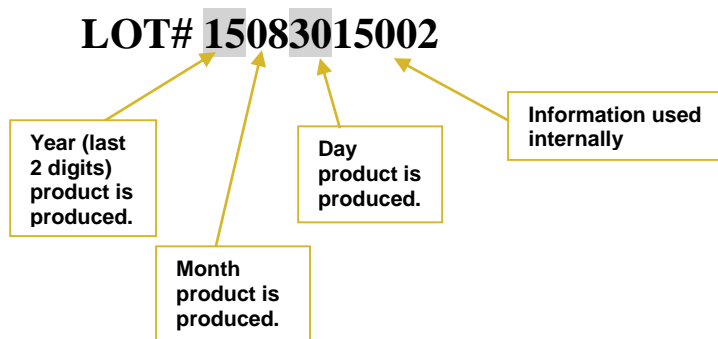 LOT# 15083015002
Year (last
2 digits)
product is
produced.
Month
product is
produced.
Day
product is
produced.
Information used
internally